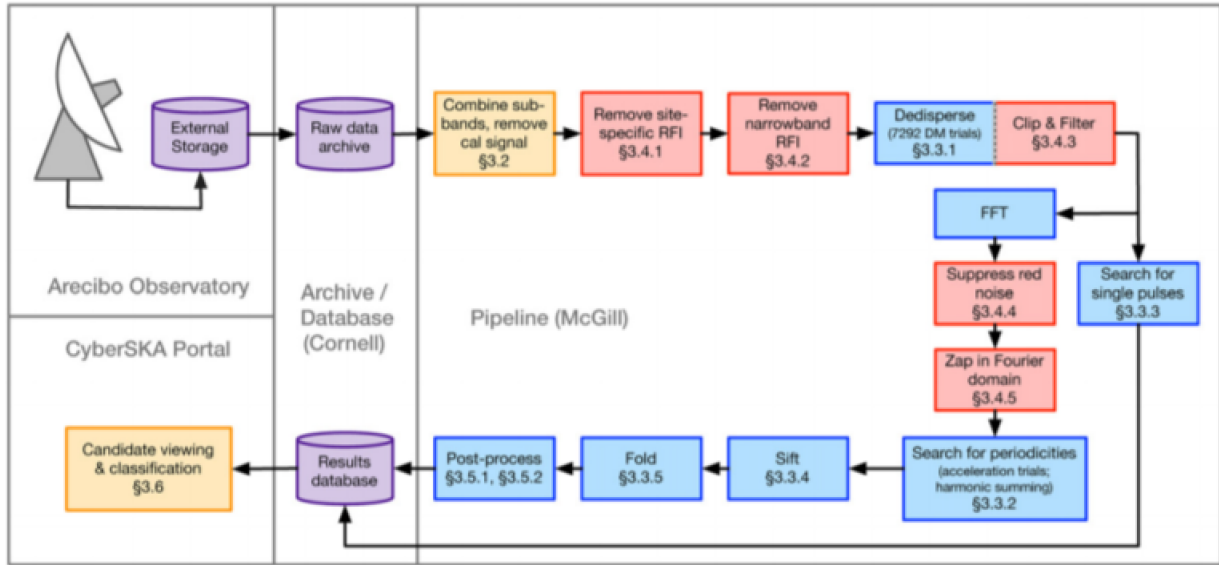 External
Storage
Raw data
archive
Combine sub-
bands, remove
cal signal
§3.2
Remove site-
specific RFI
§3.4.1
Remove
narrowband
RFI
§3.4.2
Dedisperse
(7292 DM trials)
§3.3.1
Clip & Filter
§3.4.3
FFT
Suppress red
noise
§3.4.4
Search for
single pulses
§3.3.3
Zap in Fourier
domain
§3.4.5
Arecibo Observatory
Archive /
Database
(Cornell)
Pipeline (McGill)
CyberSKA Portal
Candidate viewing
& classification
§3.6
Results
database
Post-process
§3.5.1, §3.5.2
Fold
§3.3.5
Sift
§3.3.4
Search for periodicities
(acceleration trials;
harmonic summing)
§3.3.2